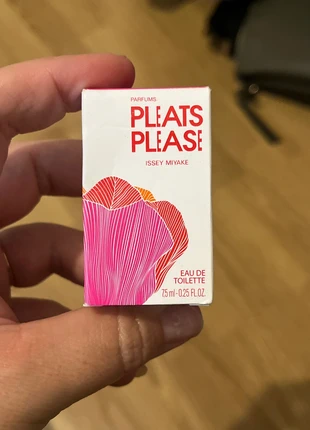 PARFUMS
PLEATS
PLEASE
ISSEY MIYAKE
EAU DE
TOILETTE
7.5 ml - 0.25 FL.OZ.